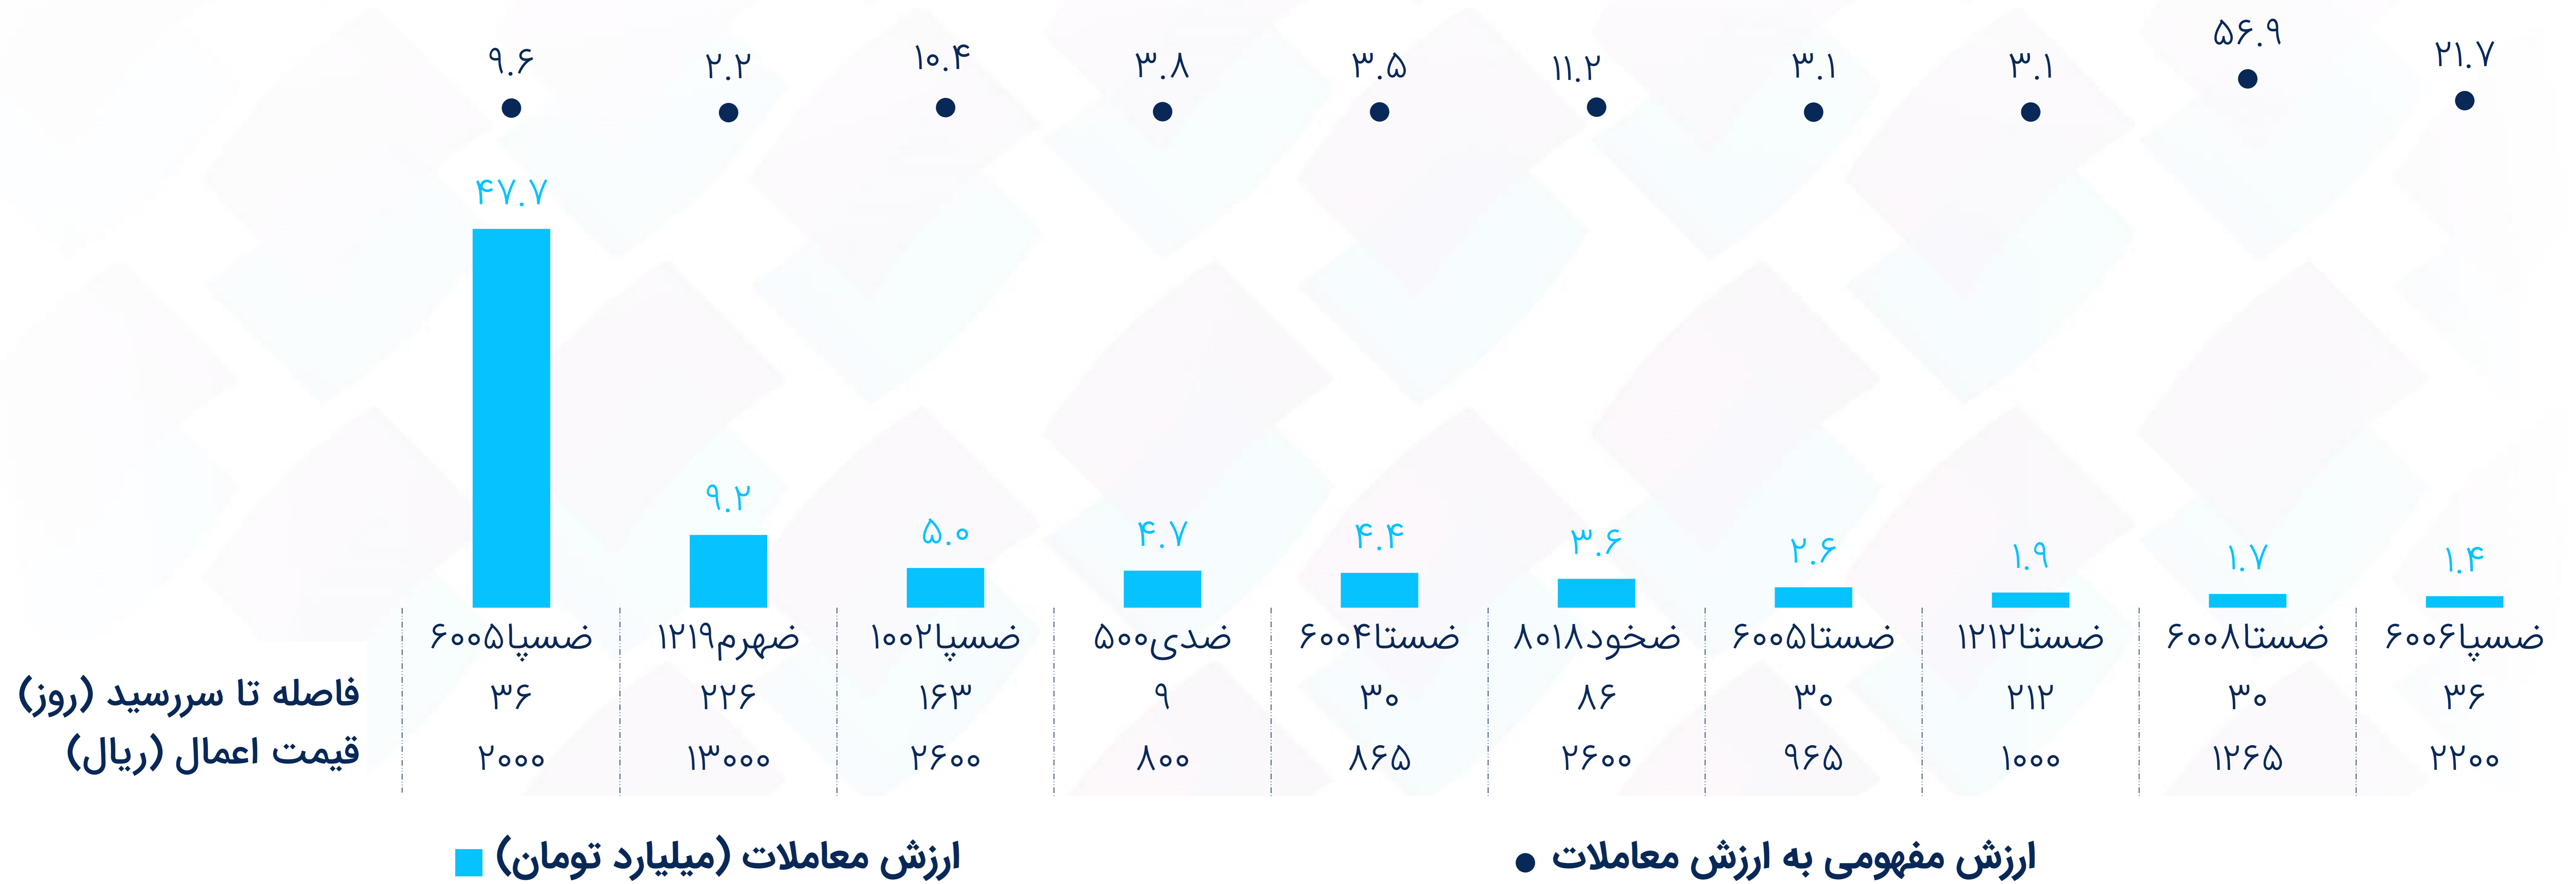 ۹.۶ ۲.۲ ۱۰.۴ ۳.۸ ۳.۵ ۱۱.۲ ۳.۱ ۳.۱ ۵۶.۹ ۲۱.۷
۴۷.۷ ۹.۲ ۵.۰ ۴.۷ ۴.۴ ۳.۶ ۲.۶ ۱.۹ ۱.۷ ۱.۴
ضسپا۶۰۰۵ ضهرم۱۲۱۹ ضسپا۱۰۰۲ ضدی۵۰۰ ضستا۶۰۰۴ ضخود۸۰۱۸ ضستا۶۰۰۵ ضستا۱۲۱۲ ضستا۶۰۰۸ ضسپا۶۰۰۶
فاصله تا سررسید (روز) ۳۶ ۲۲۶ ۱۶۳ ۹ ۳۰ ۸۶ ۳۰ ۲۱۲ ۳۰ ۳۶
قیمت اعمال (ریال) ۲۰۰۰ ۱۳۰۰۰ ۲۶۰۰ ۸۰۰ ۸۶۵ ۲۶۰۰ ۹۶۵ ۱۰۰۰ ۱۲۶۵ ۲۲۰۰
ارزش معاملات (میلیارد تومان)
ارزش مفهومی به ارزش معاملات